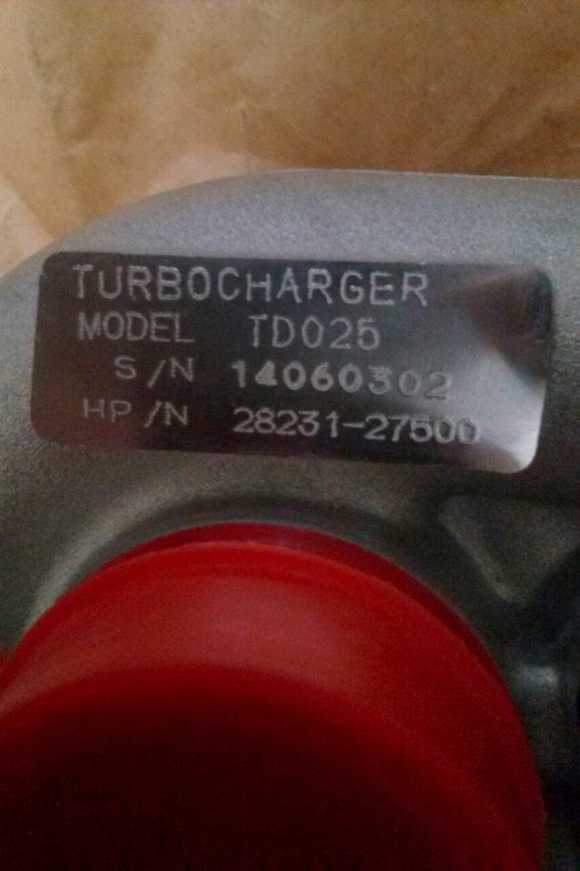 TURBOCHARGER
MODEL TD025
S/N 14060302
HP/N 28231-27500